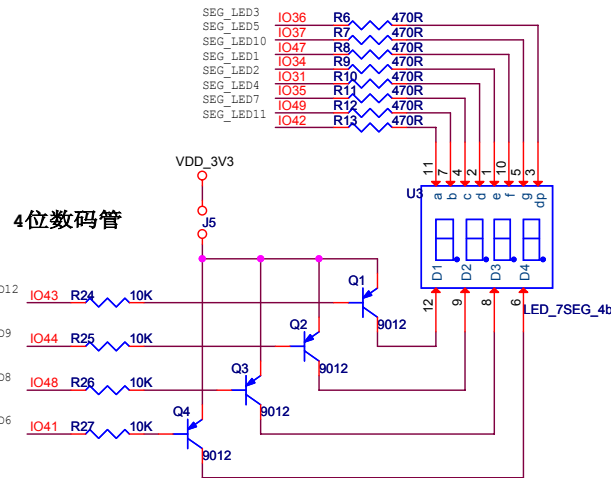 SEG_LED3 IO36 R6 470R
SEG_LED5 IO37 R7 470R
SEG_LED10 IO47 R8 470R
SEG_LED1 IO34 R9 470R
SEG_LED2 IO31 R10 470R
SEG_LED4 IO35 R11 470R
SEG_LED7 IO49 R12 470R
SEG_LED11 IO42 R13 470R
VDD_3V3
J5
4位数码管
11 7 4 2 1 10 5 3
U3 a b c d e f g dp
D1 D2 D3 D4
12 9 8 6
LED_7SEG_4b
D12 IO43 R24 10K Q1 9012
D9 IO44 R25 10K Q2 9012
D8 IO48 R26 10K Q3 9012
D6 IO41 R27 10K Q4 9012